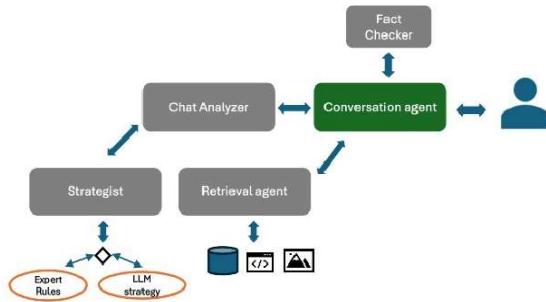 Fact
Checker
Chat Analyzer
Conversation agent
Strategist
Retrieval agent
</>
Expert
Rules
LLM
strategy